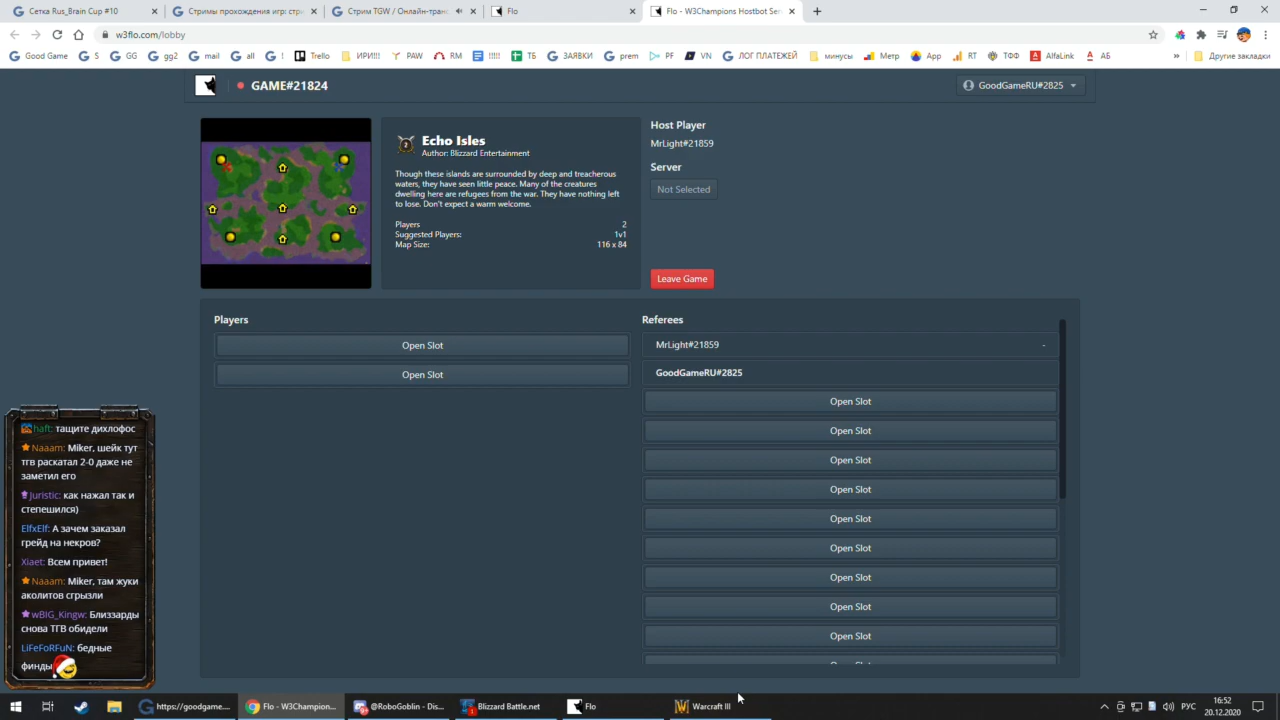 Сетка Rus_Brain Cup #10
Стримы прохождения игр: стри
Стрим TGW / Онлайн-транс
Flo
Flo - W3Champions Hostbot Ser
w3flo.com/lobby
Good Game
S
GG
gg2
mail
all
Trello
ИРИ!!!
PAW
RM
!!!!!
ТБ
ЗАЯВКИ
prem
PF
VN
ЛОГ ПЛАТЕЖЕЙ
минусы
Метр
App
RT
ТФФ
AlfaLink
АБ
Другие закладки
GAME#21824
GoodGameRU#2825
Echo Isles
Author: Blizzard Entertainment
Though these islands are surrounded by deep and treacherous
waters, they have seen little peace. Many of the creatures
dwelling here are refugees from the war. They have nothing left
to lose. Don't expect a warm welcome.
Players 2
Suggested Players: 1v1
Map Size: 116 x 84
Host Player
MrLight#21859
Server
Not Selected
Leave Game
Players
Open Slot
Open Slot
Referees
MrLight#21859 -
GoodGameRU#2825
Open Slot
Open Slot
Open Slot
Open Slot
Open Slot
Open Slot
Open Slot
Open Slot
Open Slot
haft: тащите дихлофос
Naaam: Miker, шейк тут
тгв раскатал 2-0 даже не
заметил его
Juristic: как нажал так и
степешился)
ElfxElf: А зачем заказал
грейд на некров?
Xiaet: Всем привет!
Naaam: Miker, там жуки
аколитов сгрызли
wBIG_Kingw: Близзарды
снова ТГВ обидели
LiFeFoRFuN: бедные
финды
https://goodgame....
Flo - W3Champion...
@RoboGoblin - Dis...
Blizzard Battle.net
Flo
Warcraft III
РУС
16:52
20.12.2020